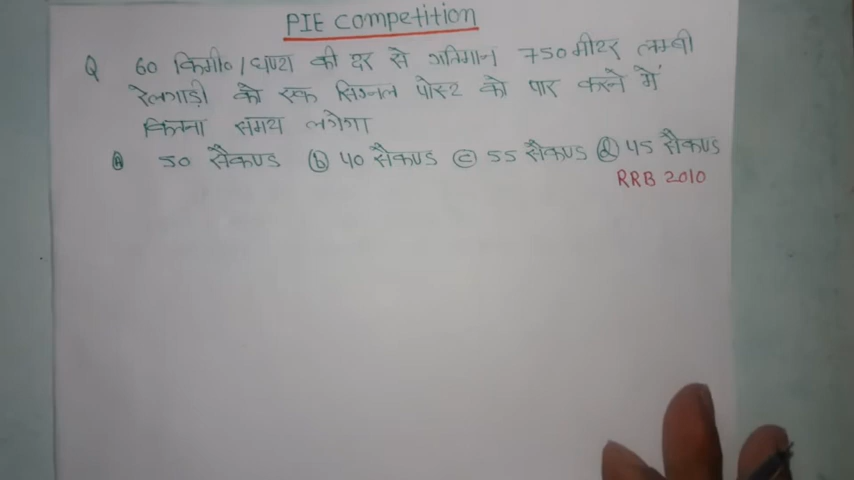 PIE Competition
Q 60 किमी०/घण्टा की दर से गतिमान 750 मीटर लम्बी
रेलगाड़ी को एक सिग्नल पोस्ट को पार करने में
कितना समय लगेगा
(a) 50 सैकण्ड (b) 40 सैकण्ड (c) 55 सैकण्ड (d) 45 सैकण्ड
RRB 2010